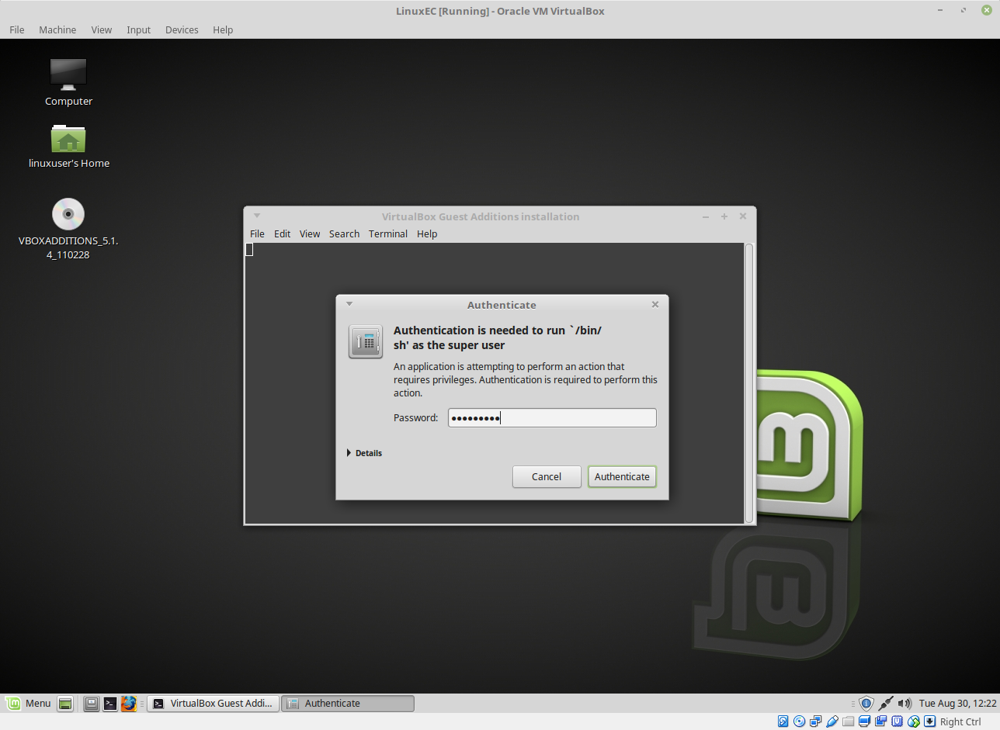 LinuxEC [Running] - Oracle VM VirtualBox
File Machine View Input Devices Help
Computer
linuxuser's Home
VBOXADDITIONS_5.1.
4_110228
VirtualBox Guest Additions installation
File Edit View Search Terminal Help
Authenticate
Authentication is needed to run `/bin/
sh' as the super user
An application is attempting to perform an action that
requires privileges. Authentication is required to perform this
action.
Password: •••••••••
Details
Cancel Authenticate
Menu VirtualBox Guest Addi... Authenticate Tue Aug 30, 12:22
Right Ctrl